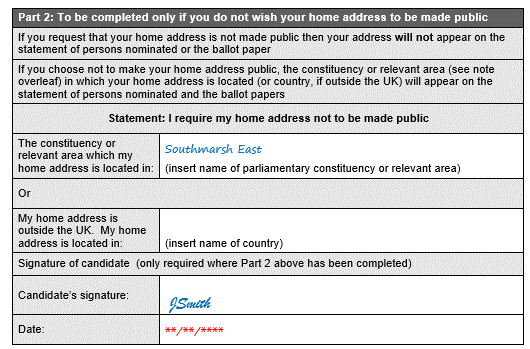 Part 2: To be completed only if you do not wish your home address to be made public
If you request that your home address is not made public then your address will not appear on the
statement of persons nominated or the ballot paper
If you choose not to make your home address public, the constituency or relevant area (see note
overleaf) in which your home address is located (or country, if outside the UK) will appear on the
statement of persons nominated and the ballot papers
Statement: I require my home address not to be made public
The constituency or
relevant area which my
home address is located in:
Southmarsh East
(insert name of parliamentary constituency or relevant area)
Or
My home address is
outside the UK.  My home
address is located in:
(insert name of country)
Signature of candidate  (only required where Part 2 above has been completed)
Candidate's signature:
JSmith
Date:
**/**/****